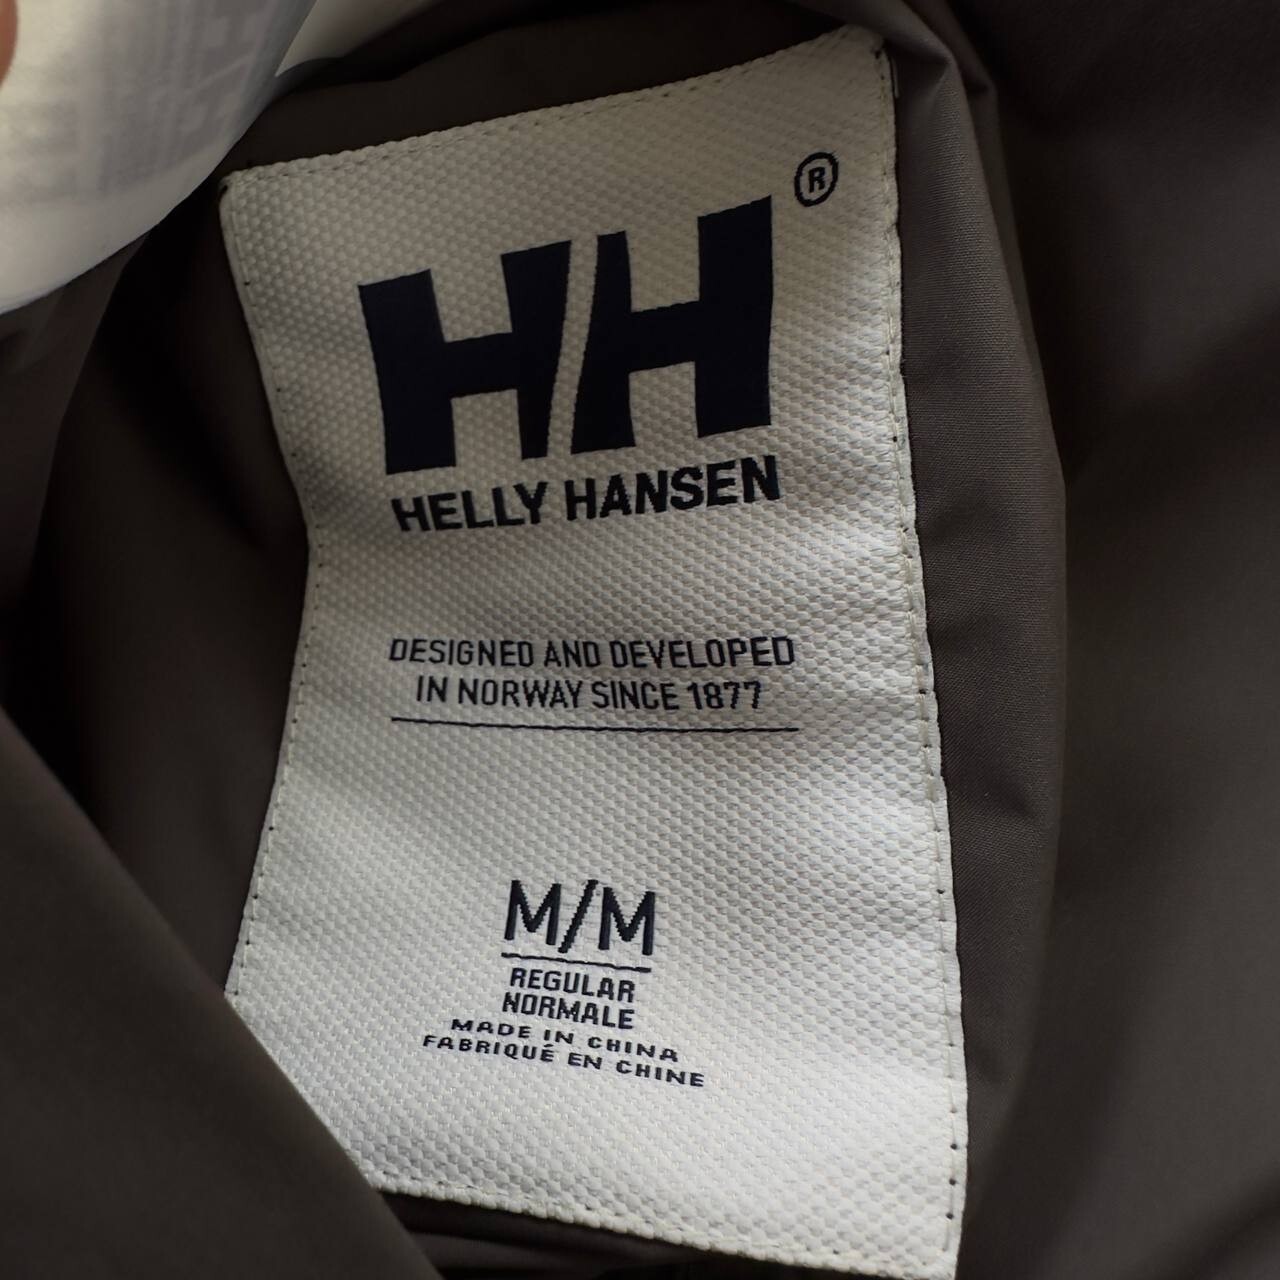 HH®
HELLY HANSEN
DESIGNED AND DEVELOPED
IN NORWAY SINCE 1877
M/M
REGULAR
NORMALE
MADE IN CHINA
FABRIQUÉ EN CHINE